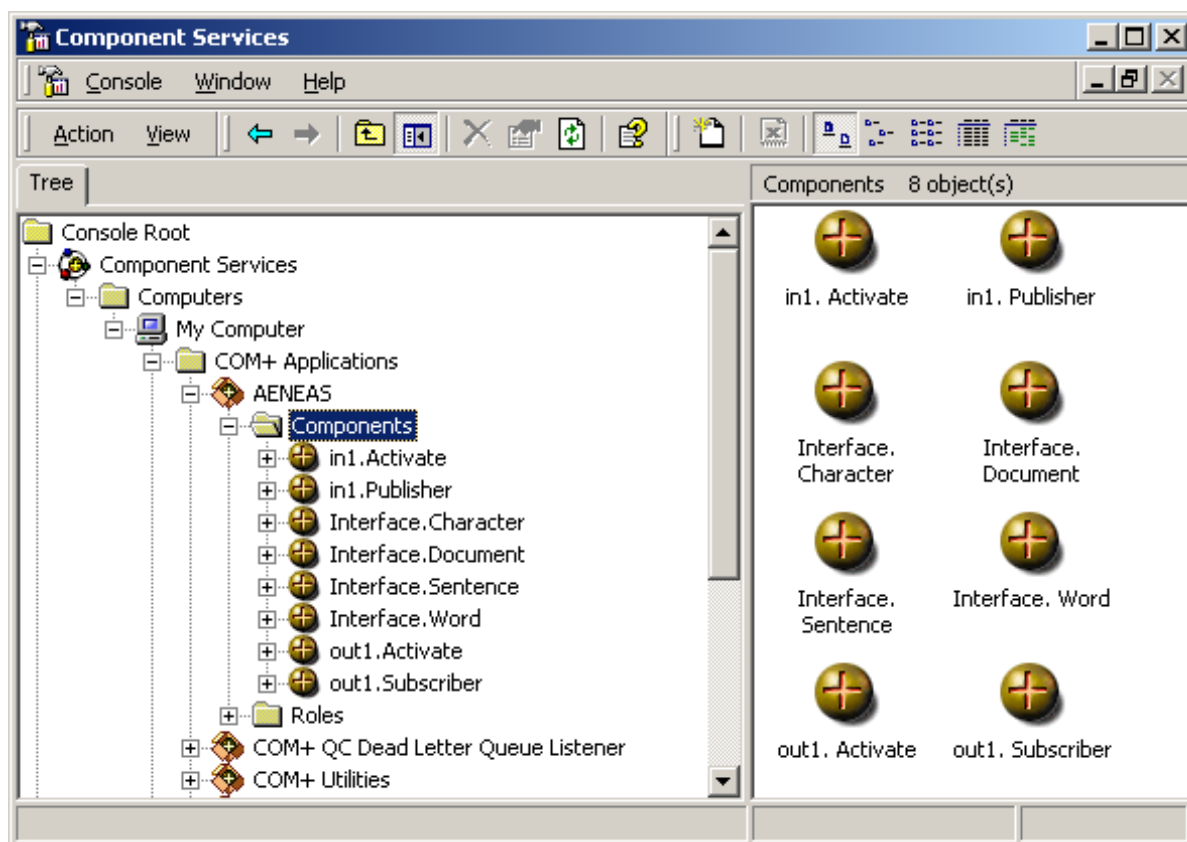 Component Services
Console Window Help
Action View
Tree
Components 8 object(s)
Console Root
Component Services
Computers
My Computer
COM+ Applications
AENEAS
Components
in1.Activate
in1.Publisher
Interface.Character
Interface.Document
Interface.Sentence
Interface.Word
out1.Activate
out1.Subscriber
Roles
COM+ QC Dead Letter Queue Listener
COM+ Utilities
in1. Activate in1. Publisher
Interface. Interface.
Character Document
Interface. Interface. Word
Sentence
out1. Activate out1. Subscriber